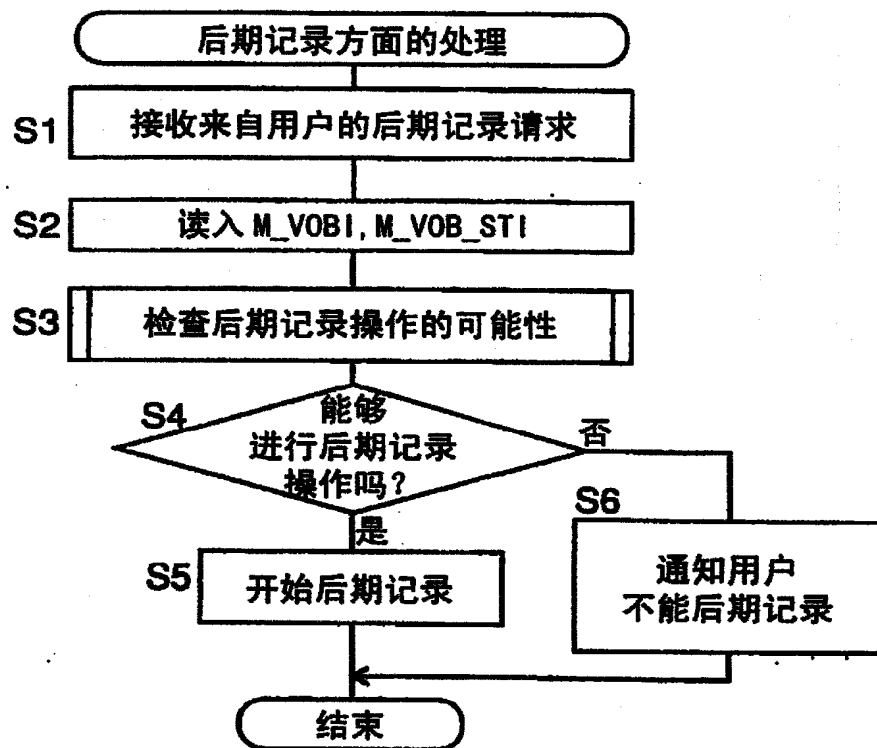 后期记录方面的处理
S1
接收来自用户的后期记录请求
S2
读入 M_VOBI, M_VOB_STI
S3
检查后期记录操作的可能性
S4
能够
进行后期记录
操作吗?
否
是
S6
S5
开始后期记录
通知用户
不能后期记录
结束